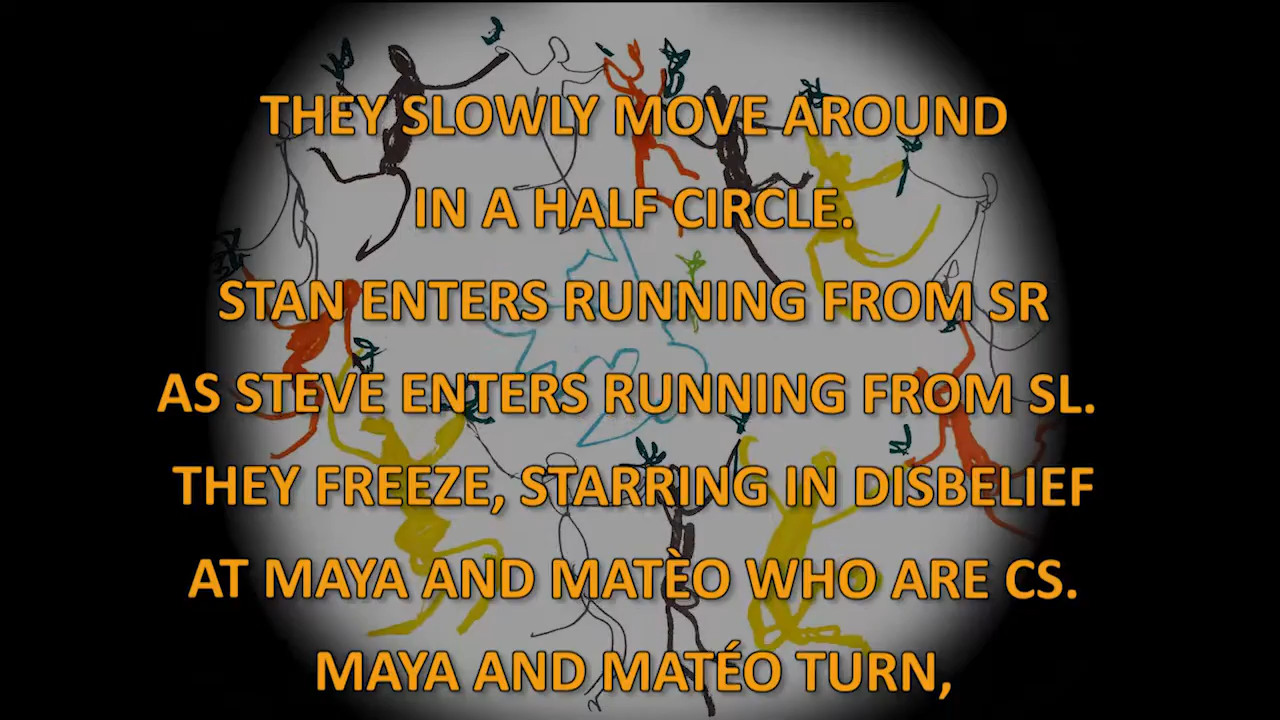 THEY SLOWLY MOVE AROUND
IN A HALF CIRCLE.
STAN ENTERS RUNNING FROM SR
AS STEVE ENTERS RUNNING FROM SL.
THEY FREEZE, STARRING IN DISBELIEF
AT MAYA AND MATÈO WHO ARE CS.
MAYA AND MATÉO TURN,